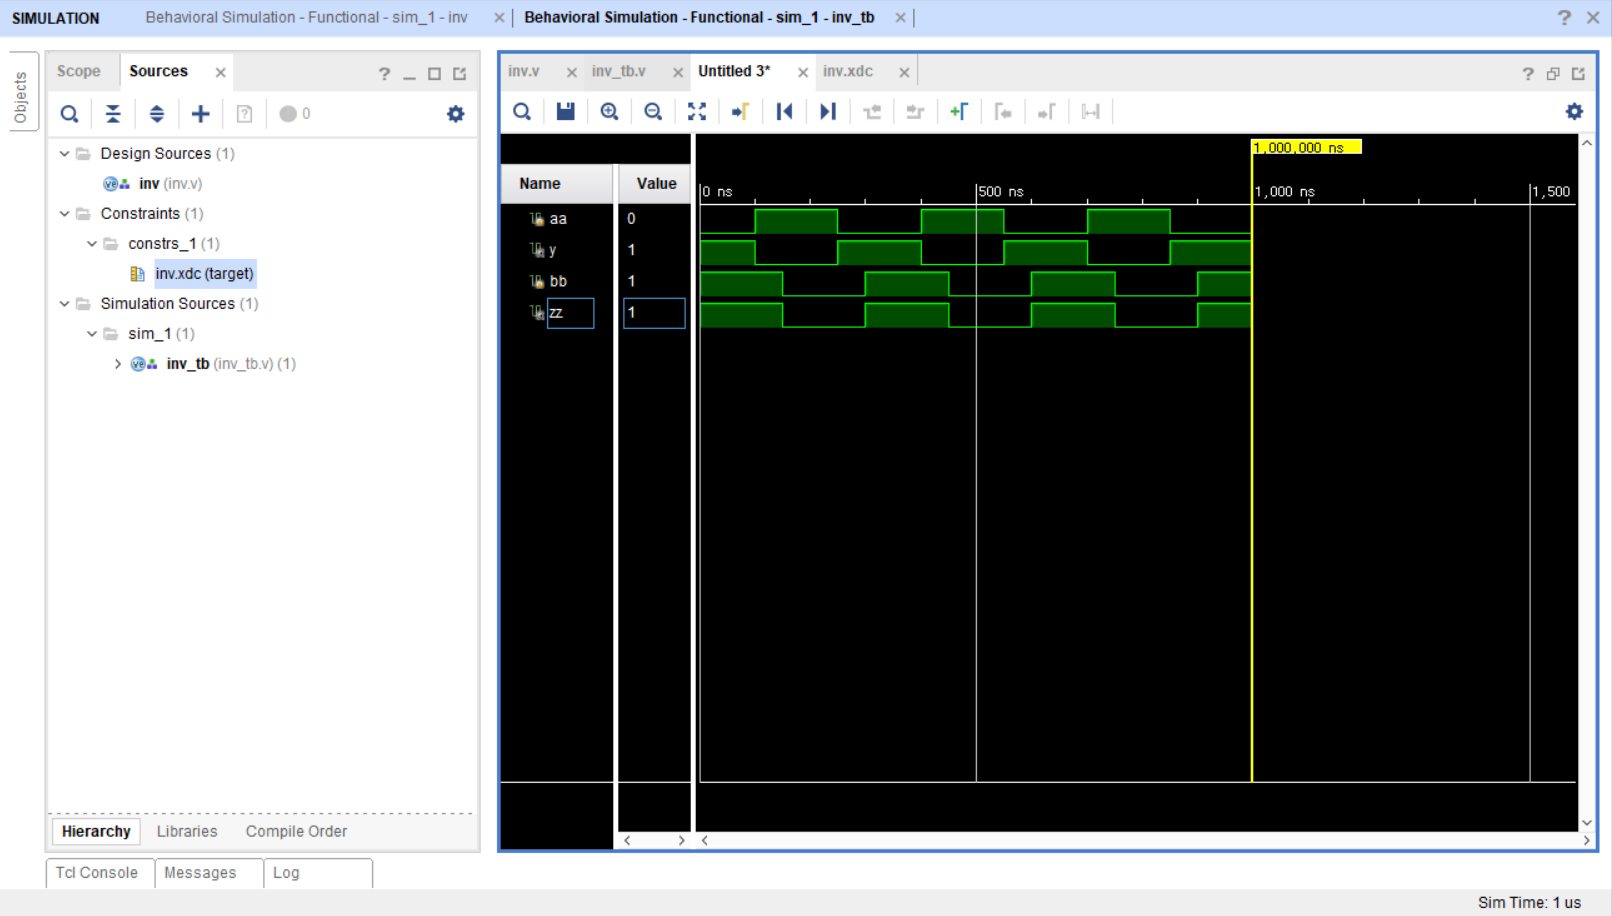 SIMULATION
Behavioral Simulation - Functional - sim_1 - inv
Behavioral Simulation - Functional - sim_1 - inv_tb
Objects
Scope
Sources
0
Design Sources (1)
inv (inv.v)
Constraints (1)
constrs_1 (1)
inv.xdc (target)
Simulation Sources (1)
sim_1 (1)
inv_tb (inv_tb.v) (1)
Hierarchy
Libraries
Compile Order
inv.v
inv_tb.v
Untitled 3*
inv.xdc
1,000,000 ns
Name
Value
0 ns
500 ns
1,000 ns
1,500
aa
0
y
1
bb
1
zz
1
Tcl Console
Messages
Log
Sim Time: 1 us